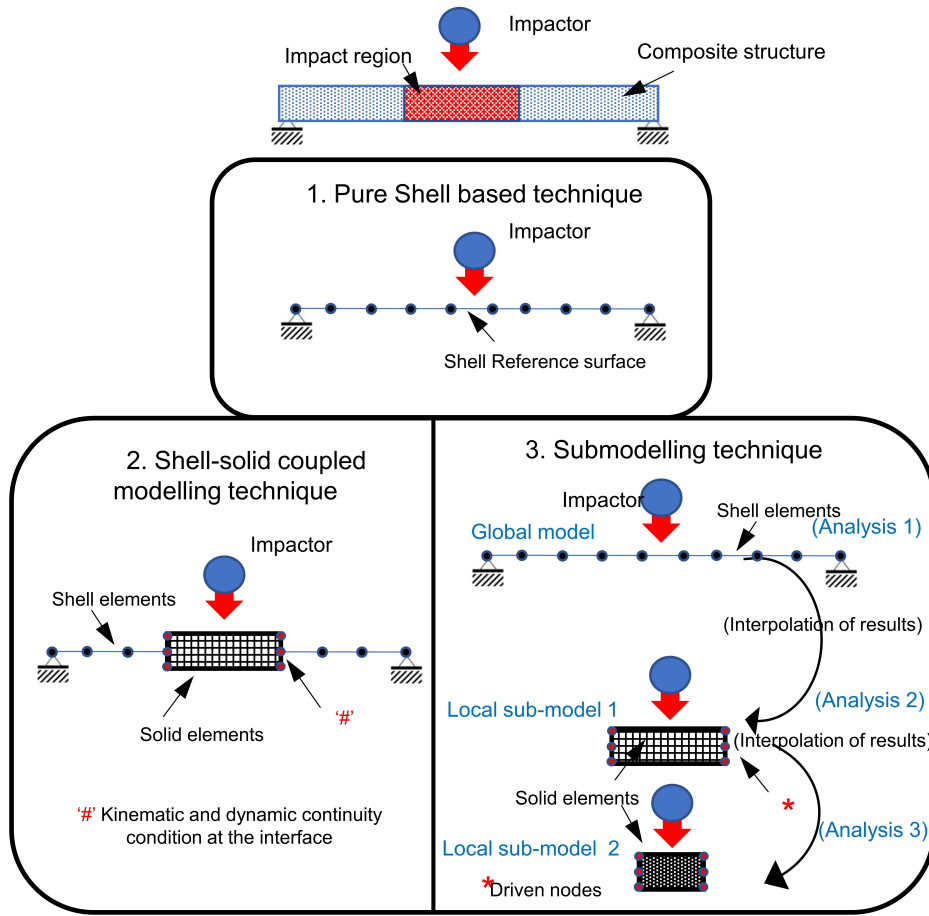 Impactor
Impact region
Composite structure
1. Pure Shell based technique
Impactor
Shell Reference surface
2. Shell-solid coupled
modelling technique
Impactor
Shell elements
Solid elements
‘#’
‘#’ Kinematic and dynamic continuity
condition at the interface
3. Submodelling technique
Impactor
Shell elements
Global model
(Analysis 1)
(Interpolation of results)
Local sub-model 1
(Analysis 2)
(Interpolation of results)
Solid elements
*
Local sub-model 2
(Analysis 3)
*Driven nodes